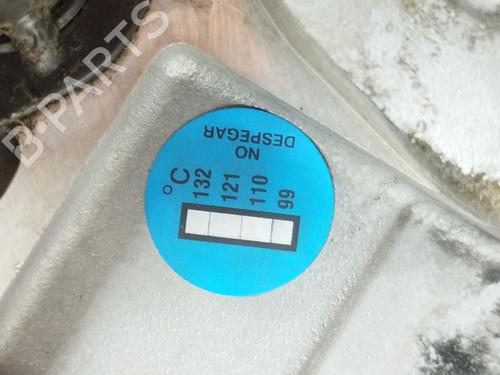 NO
DESPEGAR
°C
132
121
110
99
B-PARTS